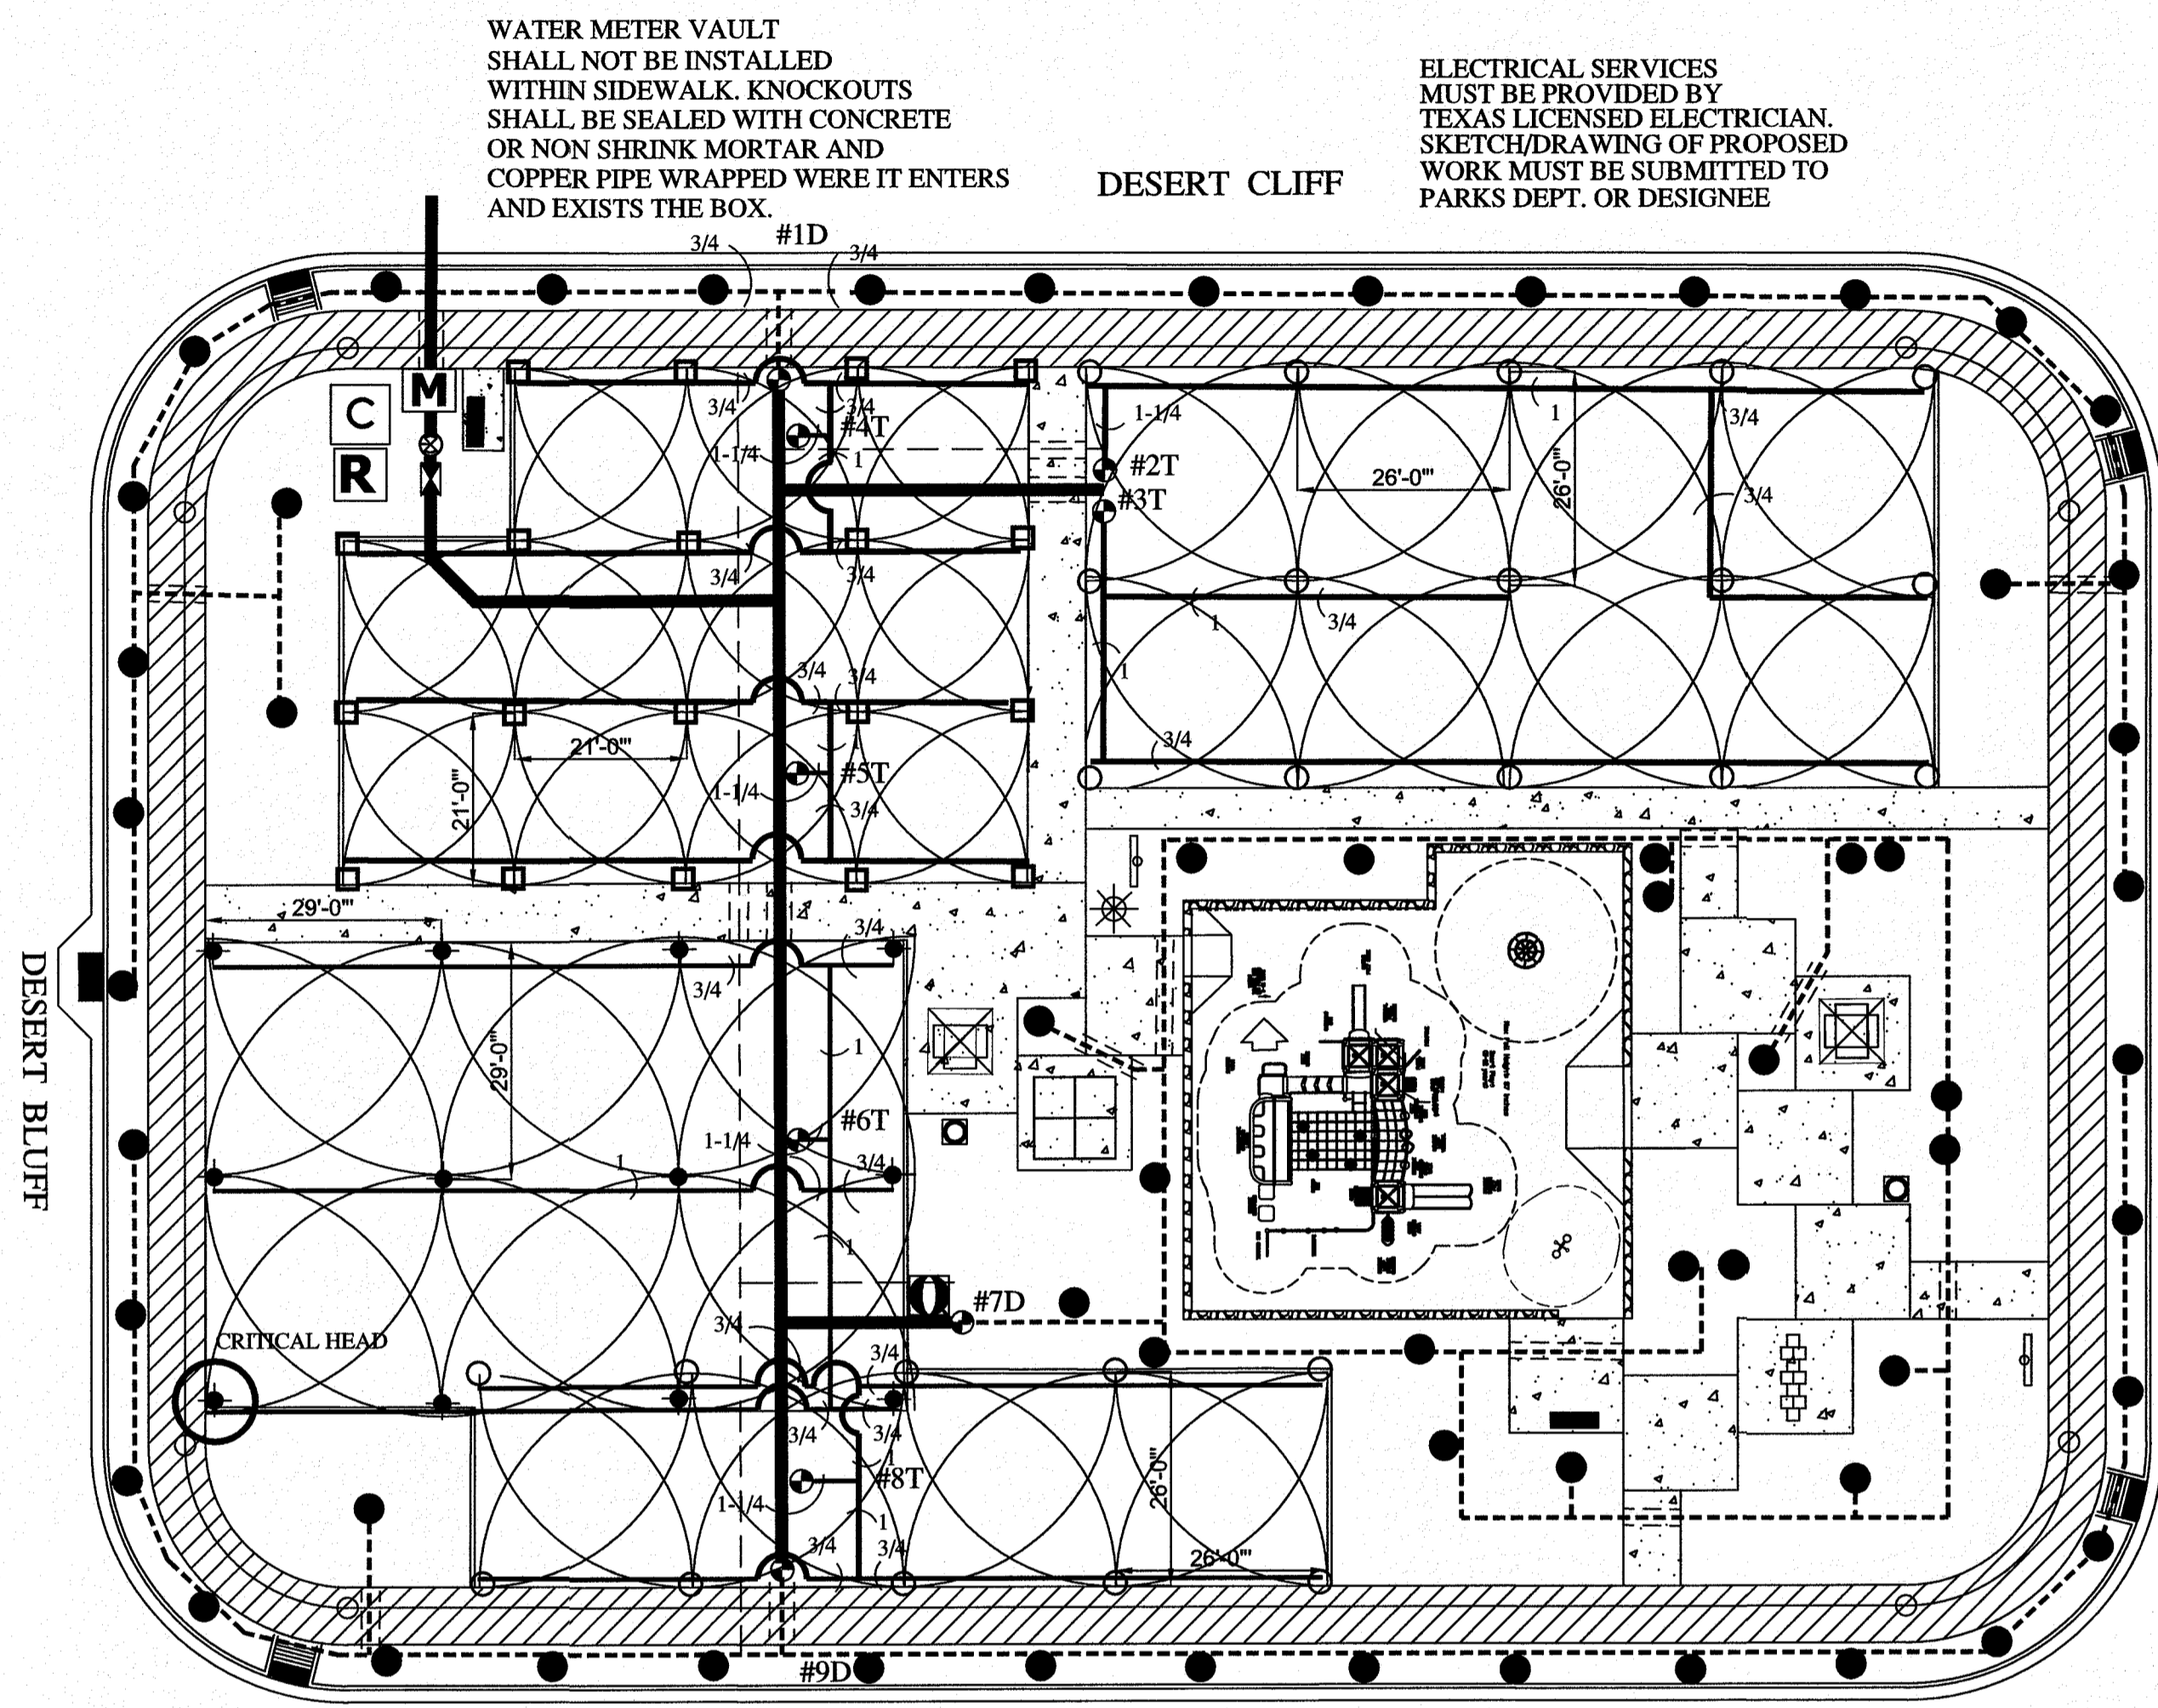 WATER METER VAULT
SHALL NOT BE INSTALLED
WITHIN SIDEWALK. KNOCKOUTS
SHALL BE SEALED WITH CONCRETE
OR NON SHRINK MORTAR AND
COPPER PIPE WRAPPED WERE IT ENTERS
AND EXISTS THE BOX.
ELECTRICAL SERVICES
MUST BE PROVIDED BY
TEXAS LICENSED ELECTRICIAN.
SKETCH/DRAWING OF PROPOSED
WORK MUST BE SUBMITTED TO
PARKS DEPT. OR DESIGNEE
DESERT CLIFF
3/4
#1D
3/4
C
M
R
3/4
3/4
#4T
1-1/4
1
3/4
3/4
1-1/4
1
3/4
#2T
#3T
26'-0'"
26'-0'"
3/4
1
3/4
1
3/4
3/4
3/4
21'-0'"
21'-0'"
1
#5T
1-1/4
3/4
29'-0'"
3/4
3/4
29'-0'"
1
#6T
1-1/4
1
3/4
1
#7D
3/4
CRITICAL HEAD
3/4
3/4
3/4
1
#8T
1-1/4
1
26'-0'"
3/4
3/4
26'-0'"
#9D
DESERT BLUFF